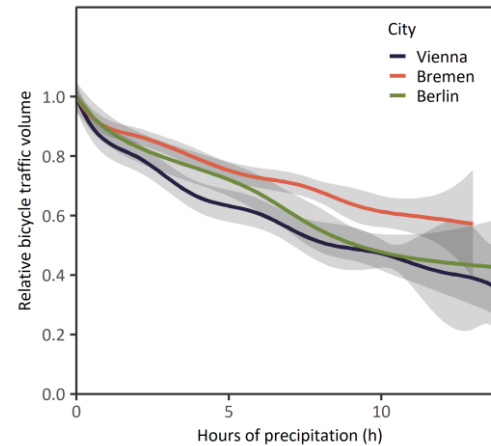 City
Vienna
Bremen
Berlin
Relative bicycle traffic volume
1.0
0.8
0.6
0.4
0.2
0.0
0
5
10
Hours of precipitation (h)